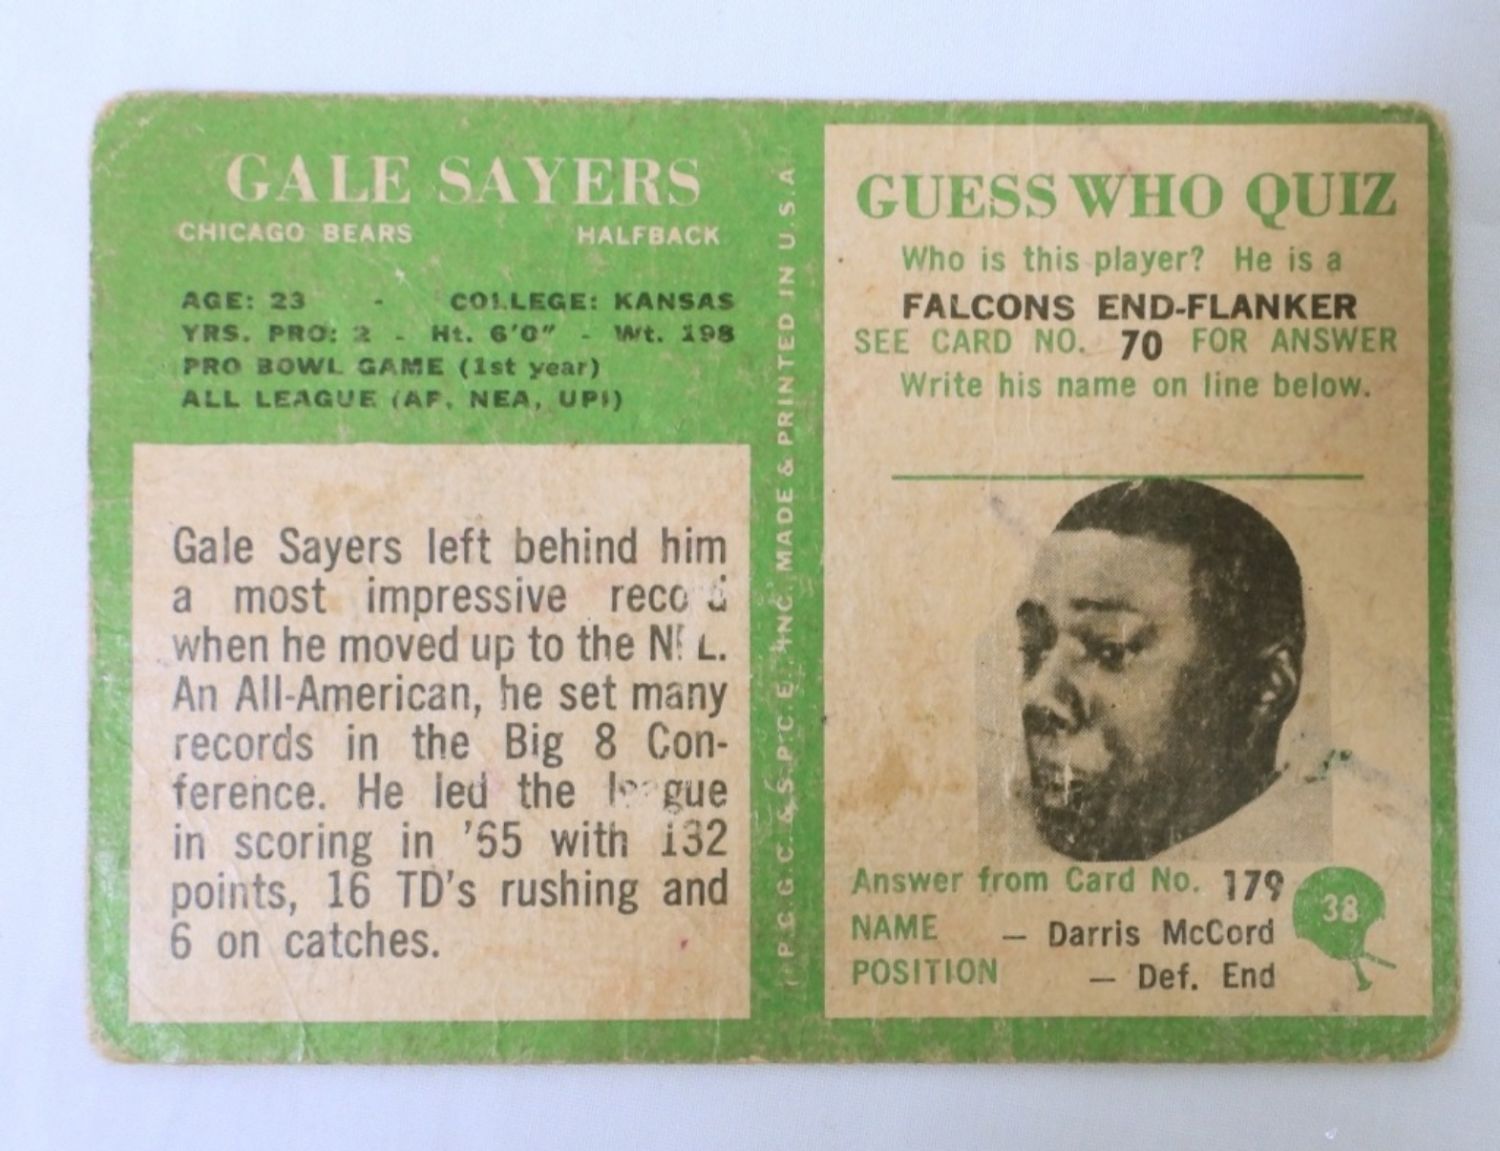 GALE SAYERS
CHICAGO BEARS HALFBACK
AGE: 23 - COLLEGE: KANSAS
YRS. PRO: 2 - Ht. 6'0" - Wt. 198
PRO BOWL GAME (1st year)
ALL LEAGUE (AP, NEA, UPI)
Gale Sayers left behind him
a most impressive record
when he moved up to the NFL.
An All-American, he set many
records in the Big 8 Con-
ference. He led the league
in scoring in '65 with 132
points, 16 TD's rushing and
6 on catches.
P.C.G.C. & S.P.C.E., INC. MADE & PRINTED IN U.S.A.
GUESS WHO QUIZ
Who is this player? He is a
FALCONS END-FLANKER
SEE CARD NO. 70 FOR ANSWER
Write his name on line below.
Answer from Card No. 179
NAME – Darris McCord
POSITION – Def. End
38